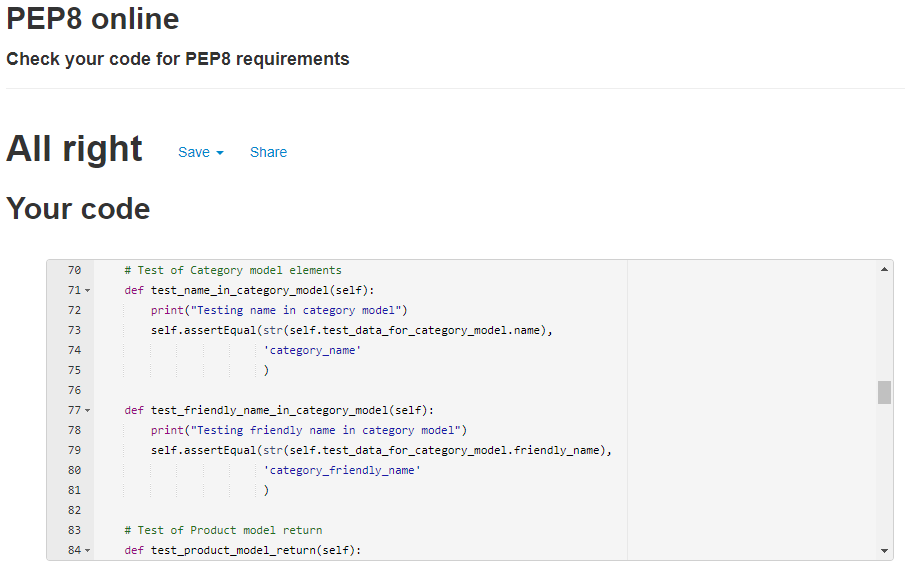 PEP8 online
Check your code for PEP8 requirements
All right Save Share
Your code
70 # Test of Category model elements
71 def test_name_in_category_model(self):
72 print("Testing name in category model")
73 self.assertEqual(str(self.test_data_for_category_model.name),
74 'category_name'
75 )
76
77 def test_friendly_name_in_category_model(self):
78 print("Testing friendly name in category model")
79 self.assertEqual(str(self.test_data_for_category_model.friendly_name),
80 'category_friendly_name'
81 )
82
83 # Test of Product model return
84 def test_product_model_return(self):